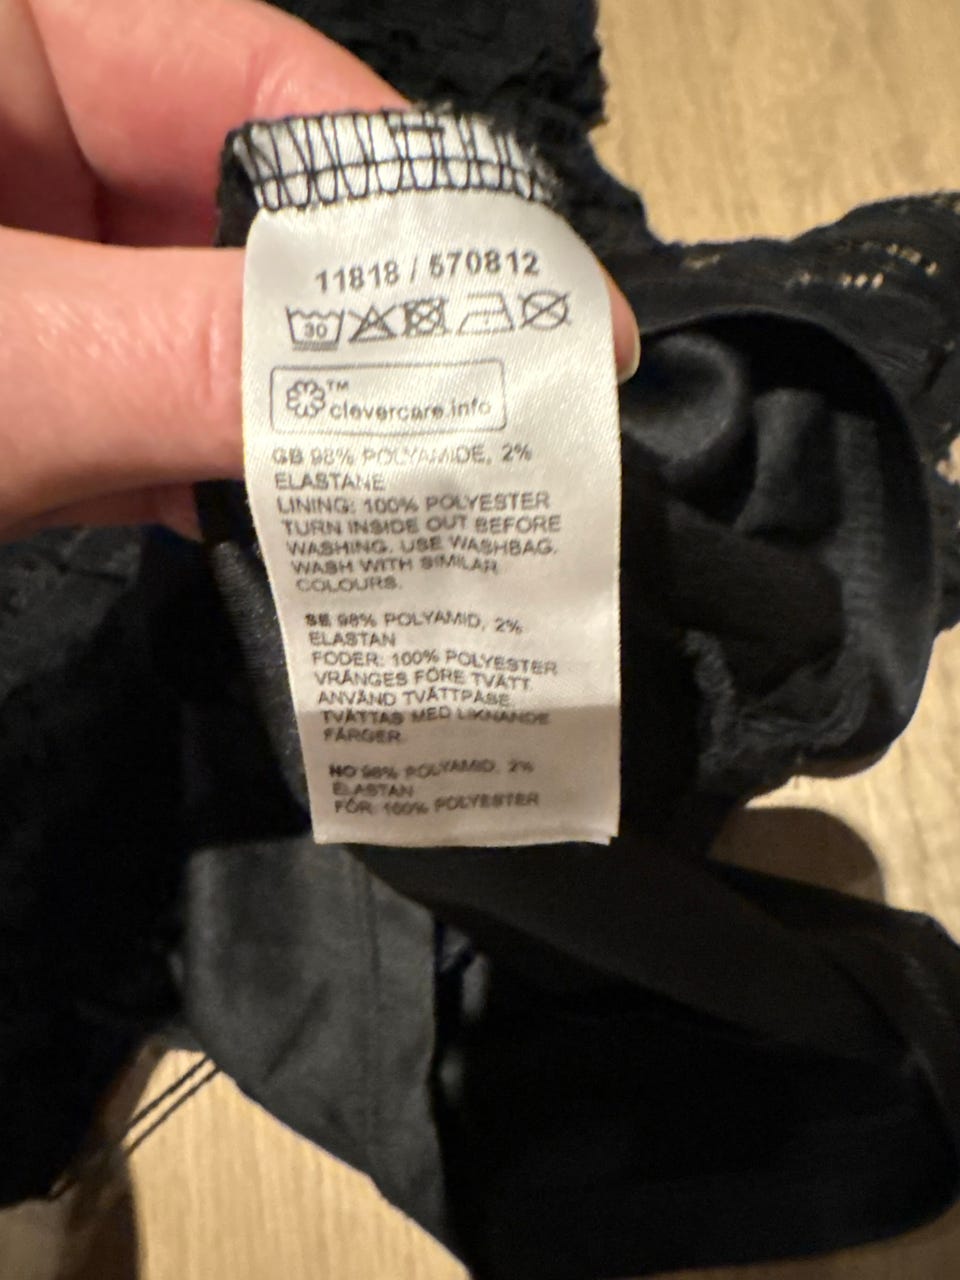 11818 / 570812
30
TM
clevercare.info
GB 98% POLYAMIDE, 2%
ELASTANE
LINING: 100% POLYESTER
TURN INSIDE OUT BEFORE
WASHING. USE WASHBAG.
WASH WITH SIMILAR
COLOURS.
SE 98% POLYAMID, 2%
ELASTAN
FODER: 100% POLYESTER
VRÄNGES FÖRE TVÄTT.
ANVÄND TVÄTTPÅSE.
TVÄTTAS MED LIKNANDE
FÄRGER.
NO 98% POLYAMID, 2%
ELASTAN
FÔR: 100% POLYESTER